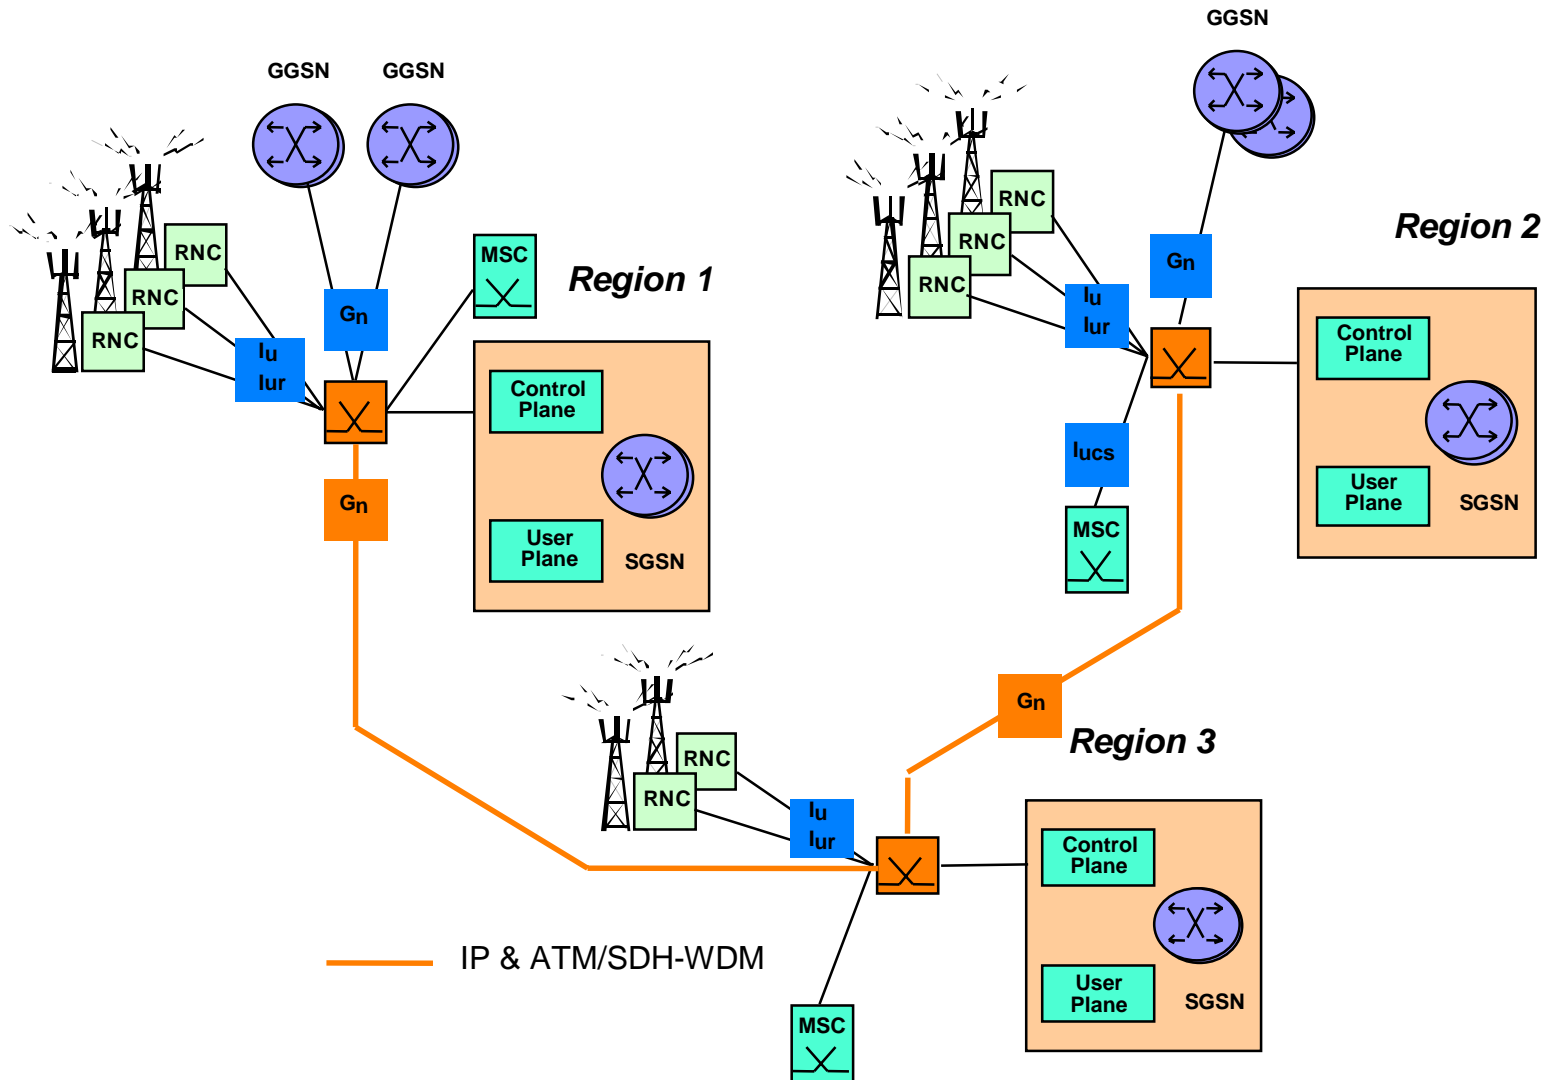 GGSN
GGSN
GGSN
RNC
RNC
RNC
Iu
Iur
Gn
MSC
Region 1
Control
Plane
User
Plane
SGSN
Gn
RNC
RNC
RNC
Iu
Iur
Gn
Region 2
Control
Plane
User
Plane
SGSN
Iucs
MSC
Gn
Region 3
RNC
RNC
Iu
Iur
Control
Plane
User
Plane
SGSN
MSC
IP & ATM/SDH-WDM